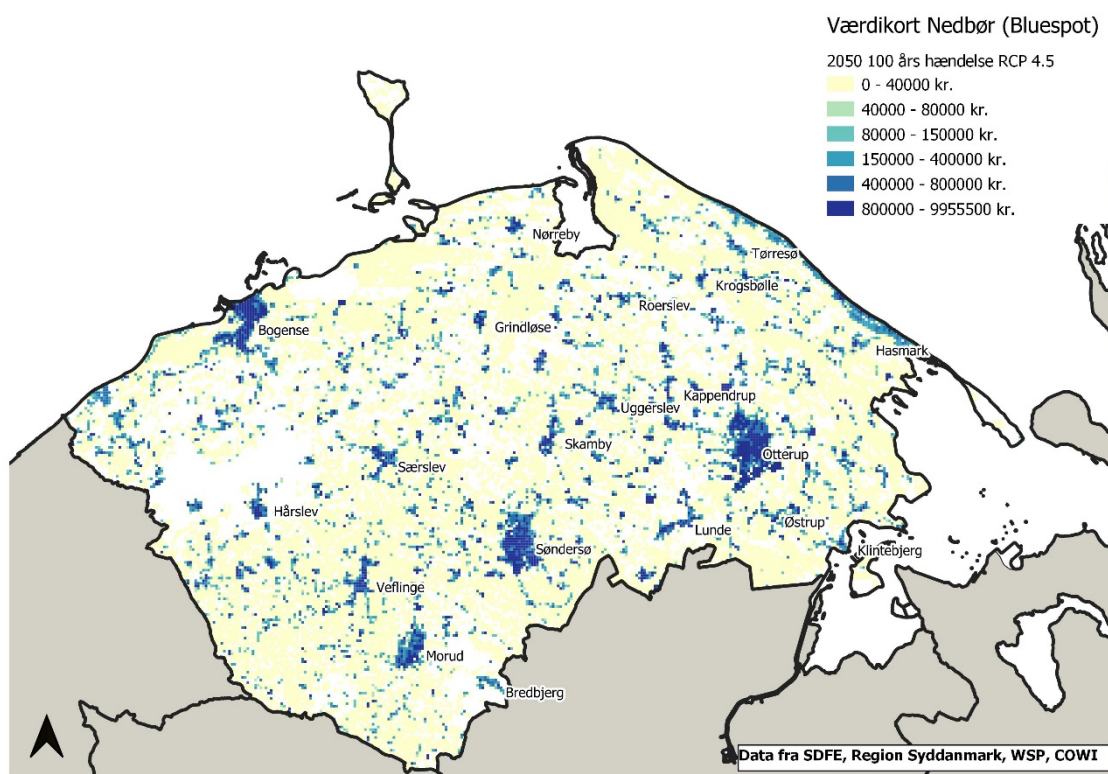 Værdikort Nedbør (Bluespot)
2050 100 års hændelse RCP 4.5
0 - 40000 kr.
40000 - 80000 kr.
80000 - 150000 kr.
150000 - 400000 kr.
400000 - 800000 kr.
800000 - 9955500 kr.
Nørreby
Tørresø
Krogsbølle
Roerslev
Bogense
Grindløse
Hasmark
Kappendrup
Uggerslev
Skamby
Otterup
Særslev
Hårslev
Østrup
Lunde
Søndersø
Klintebjerg
Veflinge
Morud
Bredbjerg
Data fra SDFE, Region Syddanmark, WSP, COWI